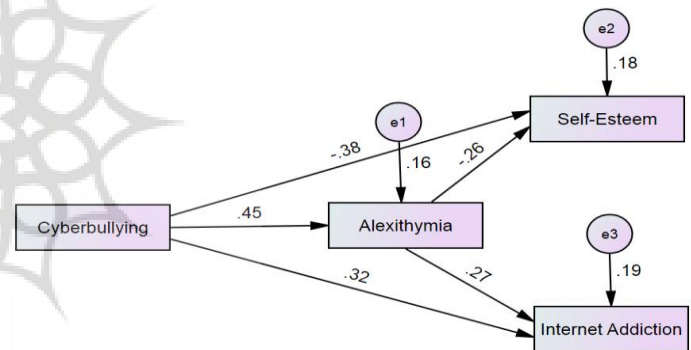 e2
.18
Self-Esteem
e1
-.38
.16
-.26
.45
Cyberbullying
Alexithymia
e3
.27
.32
.19
Internet Addiction